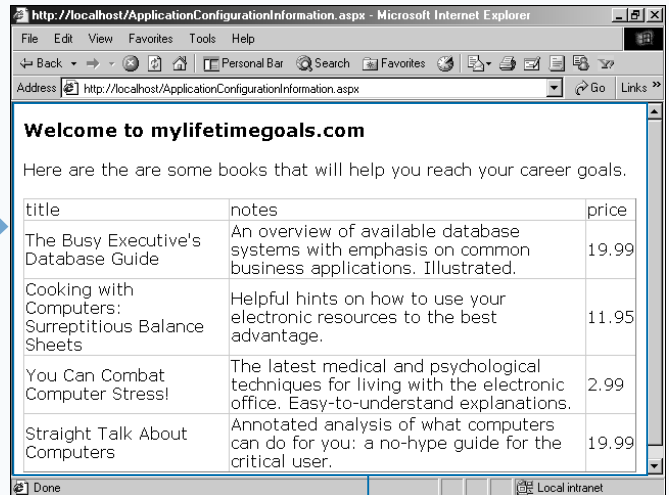 http://localhost/ApplicationConfigurationInformation.aspx - Microsoft Internet Explorer
File Edit View Favorites Tools Help
Back Personal Bar Search Favorites
Address http://localhost/ApplicationConfigurationInformation.aspx Go Links »
Welcome to mylifetimegoals.com
Here are the are some books that will help you reach your career goals.
title notes price
The Busy Executive's
Database Guide
An overview of available database
systems with emphasis on common
business applications. Illustrated.
19.99
Cooking with
Computers:
Surreptitious Balance
Sheets
Helpful hints on how to use your
electronic resources to the best
advantage.
11.95
You Can Combat
Computer Stress!
The latest medical and psychological
techniques for living with the electronic
office. Easy-to-understand explanations.
2.99
Straight Talk About
Computers
Annotated analysis of what computers
can do for you: a no-hype guide for the
critical user.
19.99
Done Local intranet